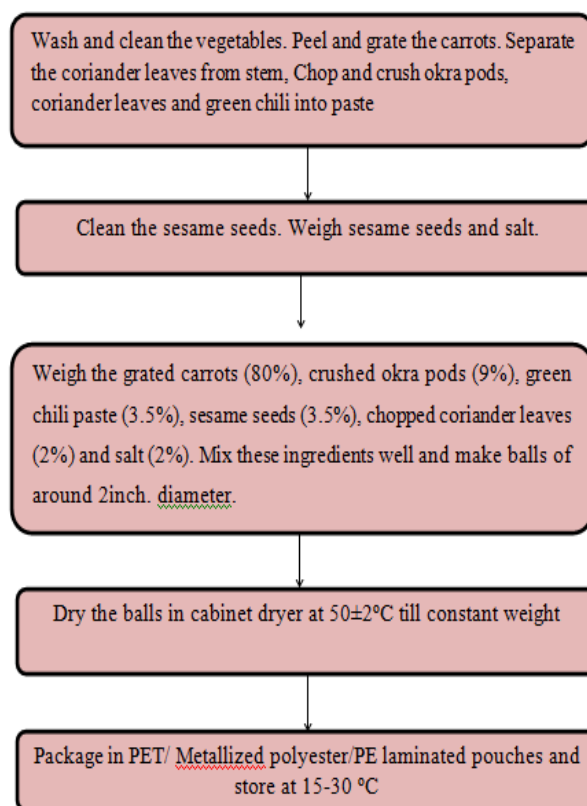 Wash and clean the vegetables. Peel and grate the carrots. Separate
the coriander leaves from stem, Chop and crush okra pods,
coriander leaves and green chili into paste
Clean the sesame seeds. Weigh sesame seeds and salt.
Weigh the grated carrots (80%), crushed okra pods (9%), green
chili paste (3.5%), sesame seeds (3.5%), chopped coriander leaves
(2%) and salt (2%). Mix these ingredients well and make balls of
around 2inch. diameter.
Dry the balls in cabinet dryer at 50±2ºC till constant weight
Package in PET/ Metallized polyester/PE laminated pouches and
store at 15-30 ºC